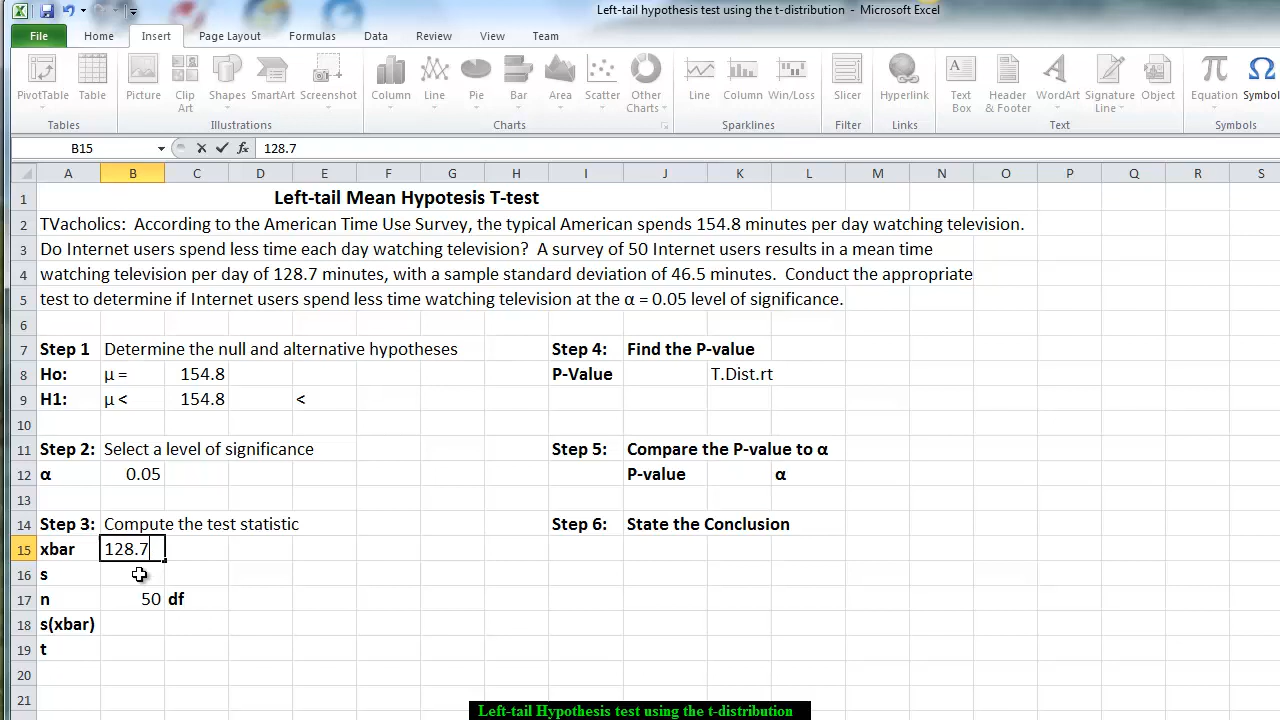 Left-tail hypothesis test using the t-distribution - Microsoft Excel
File Home Insert Page Layout Formulas Data Review View Team
PivotTable Table Picture Clip Art Shapes SmartArt Screenshot Column Line Pie Bar Area Scatter Other Charts Line Column Win/Loss Slicer Hyperlink Text Box Header & Footer WordArt Signature Line Object Equation Symbol
Tables Illustrations Charts Sparklines Filter Links Text Symbols
B15 fx 128.7
A B C D E F G H I J K L M N O P Q R S
1 Left-tail Mean Hypotesis T-test
2 TVacholics: According to the American Time Use Survey, the typical American spends 154.8 minutes per day watching television.
3 Do Internet users spend less time each day watching television? A survey of 50 Internet users results in a mean time
4 watching television per day of 128.7 minutes, with a sample standard deviation of 46.5 minutes. Conduct the appropriate
5 test to determine if Internet users spend less time watching television at the α = 0.05 level of significance.
6
7 Step 1 Determine the null and alternative hypotheses Step 4: Find the P-value
8 Ho: μ = 154.8 P-Value T.Dist.rt
9 H1: μ < 154.8 <
10
11 Step 2: Select a level of significance Step 5: Compare the P-value to α
12 α 0.05 P-value α
13
14 Step 3: Compute the test statistic Step 6: State the Conclusion
15 xbar 128.7
16 s
17 n 50 df
18 s(xbar)
19 t
20
21
Left-tail Hypothesis test using the t-distribution